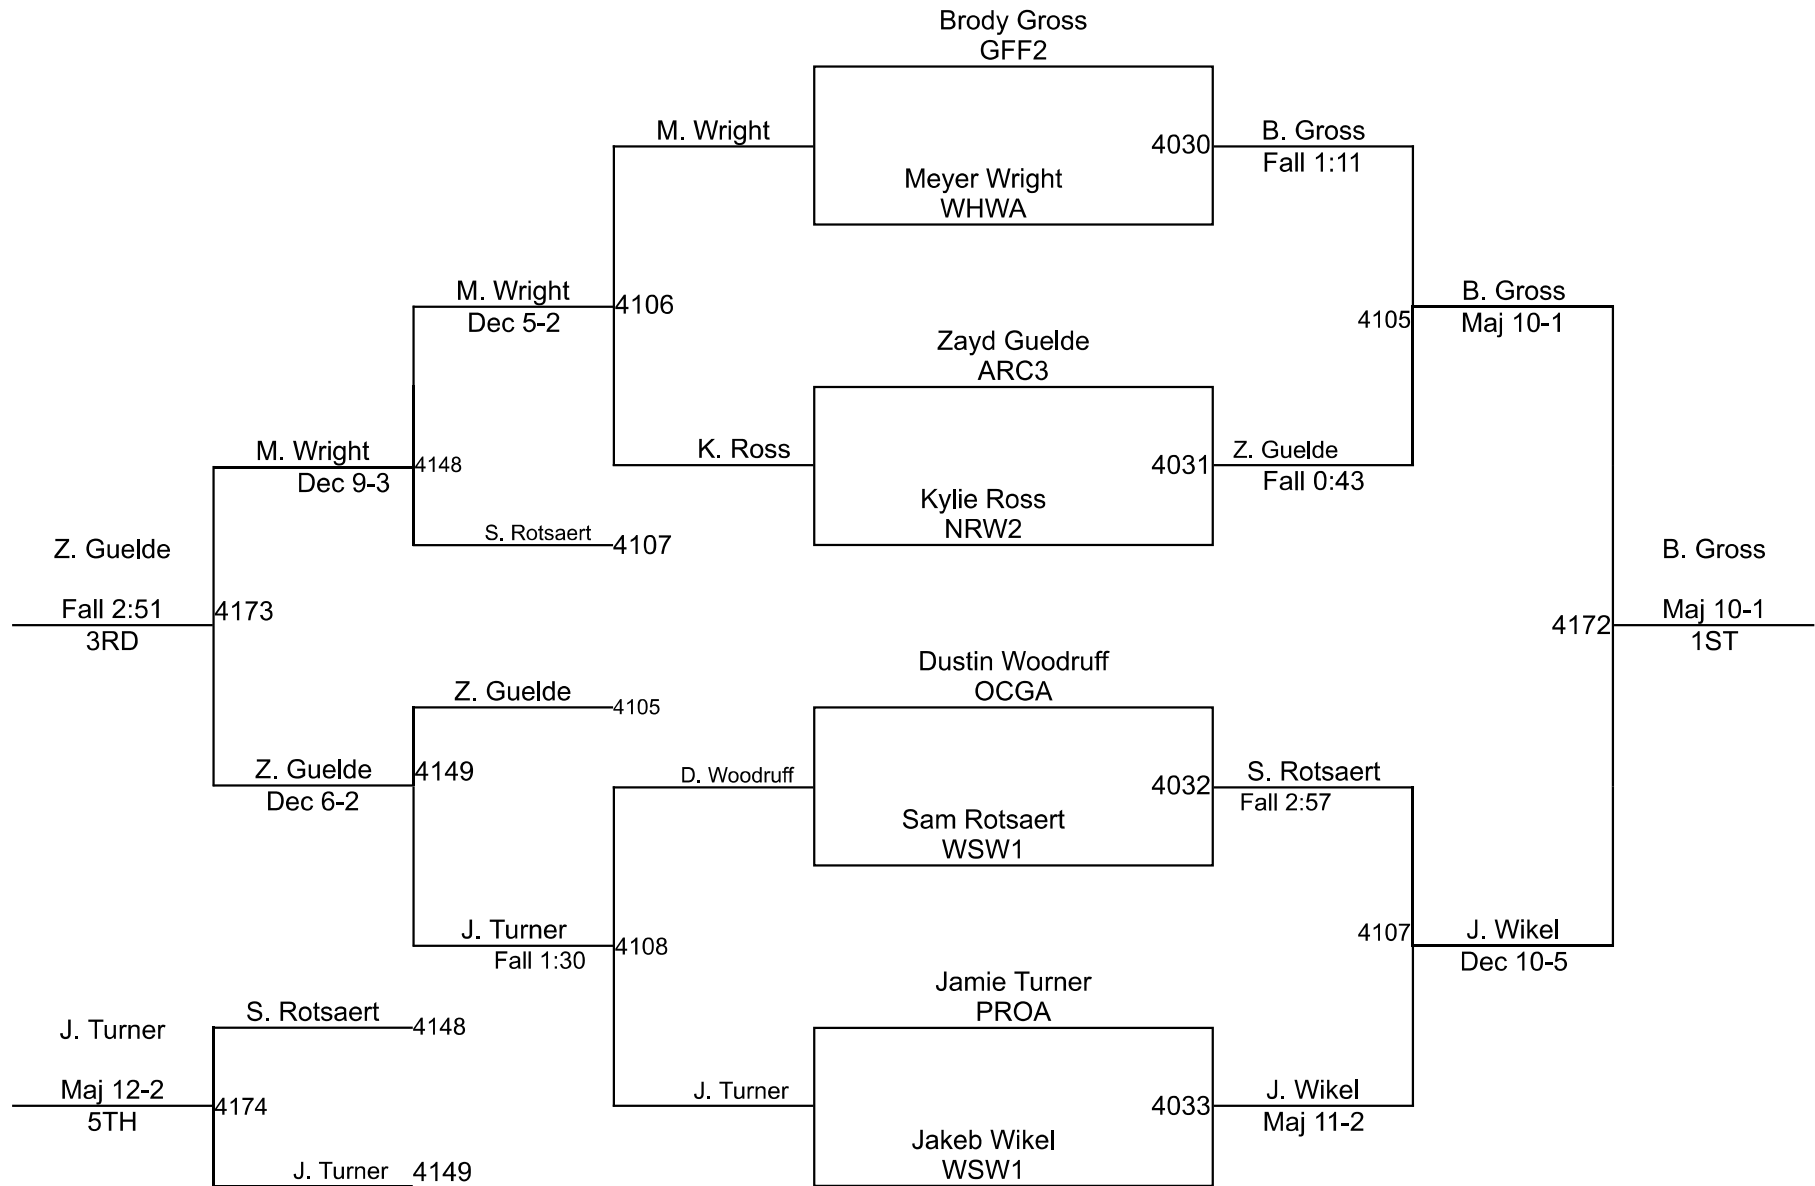 Brody Gross
GFF2
M. Wright
4030
B. Gross
Fall 1:11
Meyer Wright
WHWA
M. Wright
Dec 5-2
4106
4105
B. Gross
Maj 10-1
Zayd Guelde
ARC3
M. Wright
Dec 9-3
4148
K. Ross
4031
Z. Guelde
Fall 0:43
Kylie Ross
NRW2
S. Rotsaert
4107
Z. Guelde
Fall 2:51
3RD
4173
B. Gross
4172
Maj 10-1
1ST
Dustin Woodruff
OCGA
Z. Guelde
4105
Z. Guelde
Dec 6-2
4149
D. Woodruff
4032
S. Rotsaert
Fall 2:57
Sam Rotsaert
WSW1
J. Turner
Fall 1:30
4108
4107
J. Wikel
Dec 10-5
Jamie Turner
PROA
S. Rotsaert
4148
J. Turner
Maj 12-2
5TH
4174
J. Turner
4033
J. Wikel
Maj 11-2
Jakeb Wikel
WSW1
J. Turner
4149